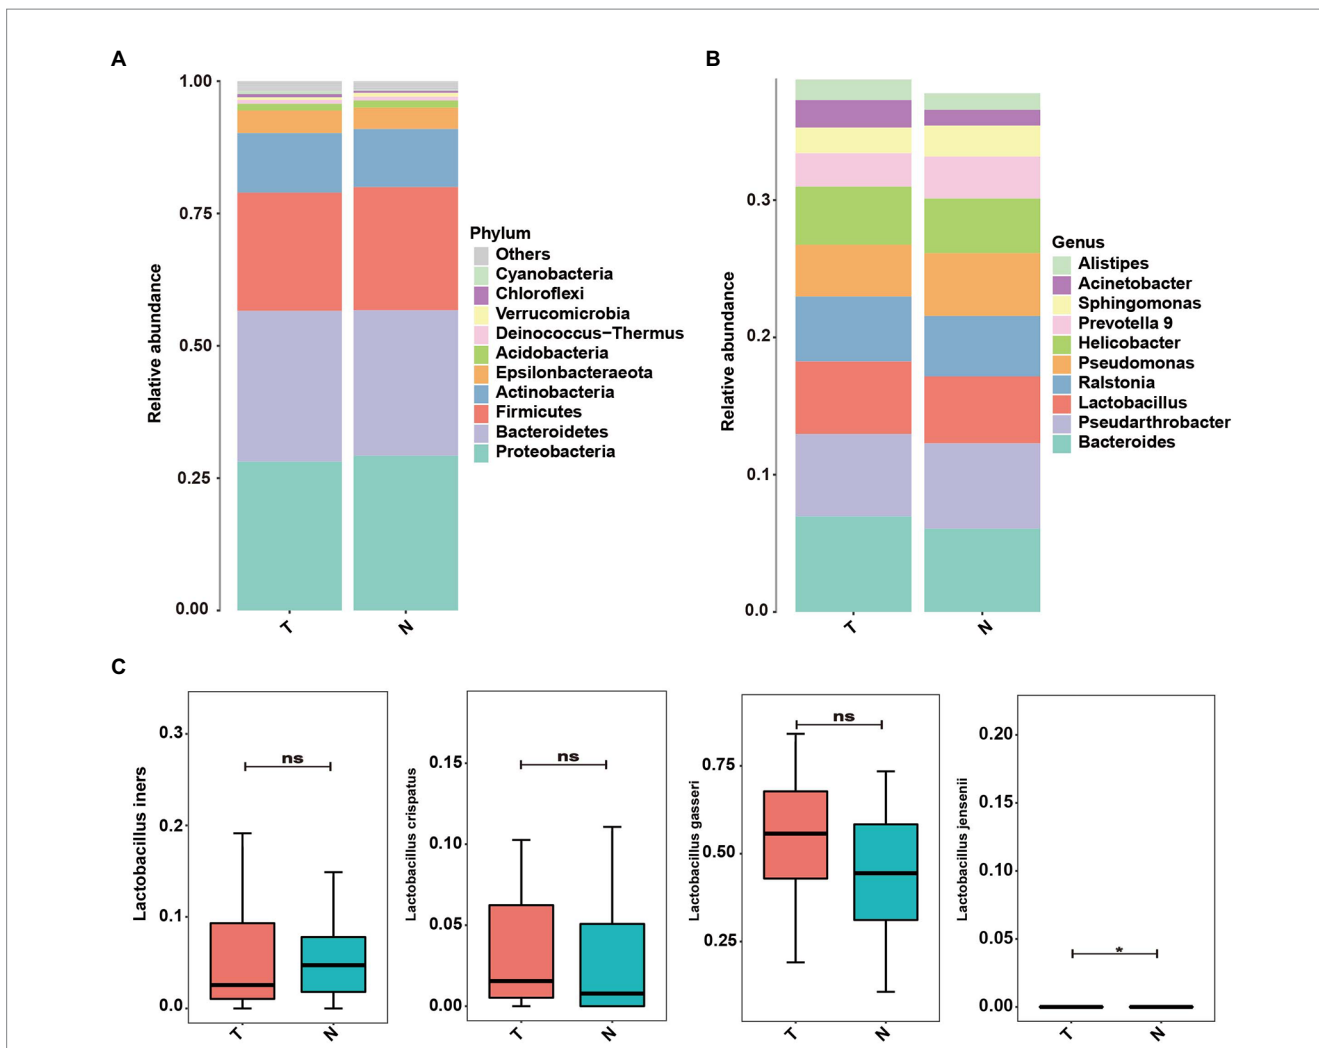 A
1.00
0.75
0.50
0.25
0.00
Relative abundance
T
N
Phylum
Others
Cyanobacteria
Chloroflexi
Verrucomicrobia
Deinococcus−Thermus
Acidobacteria
Epsilonbacteraeota
Actinobacteria
Firmicutes
Bacteroidetes
Proteobacteria
B
0.3
0.2
0.1
0.0
Relative abundance
T
N
Genus
Alistipes
Acinetobacter
Sphingomonas
Prevotella 9
Helicobacter
Pseudomonas
Ralstonia
Lactobacillus
Pseudarthrobacter
Bacteroides
C
Lactobacillus iners
0.3
0.2
0.1
0.0
ns
T
N
Lactobacillus crispatus
0.15
0.10
0.05
0.00
ns
T
N
Lactobacillus gasseri
0.75
0.50
0.25
ns
T
N
Lactobacillus jensenii
0.20
0.15
0.10
0.05
0.00
*
T
N